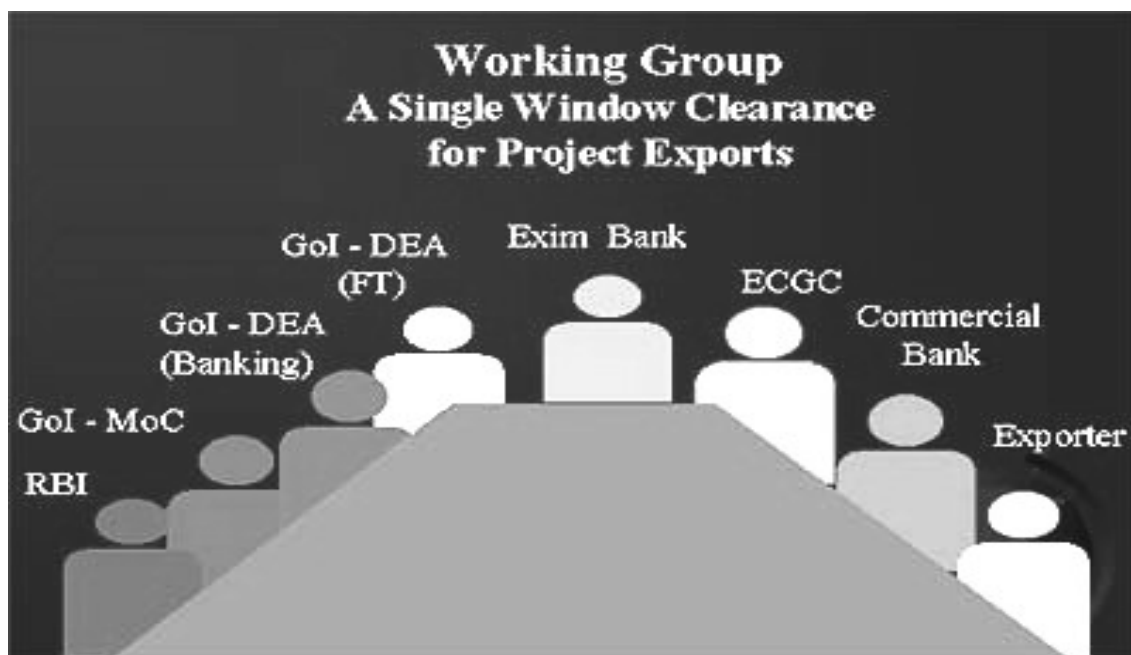 Working Group
A Single Window Clearance
for Project Exports
Exim Bank
GoI - DEA
(FT)
ECGC
GoI - DEA
(Banking)
Commercial
Bank
GoI - MoC
Exporter
RBI